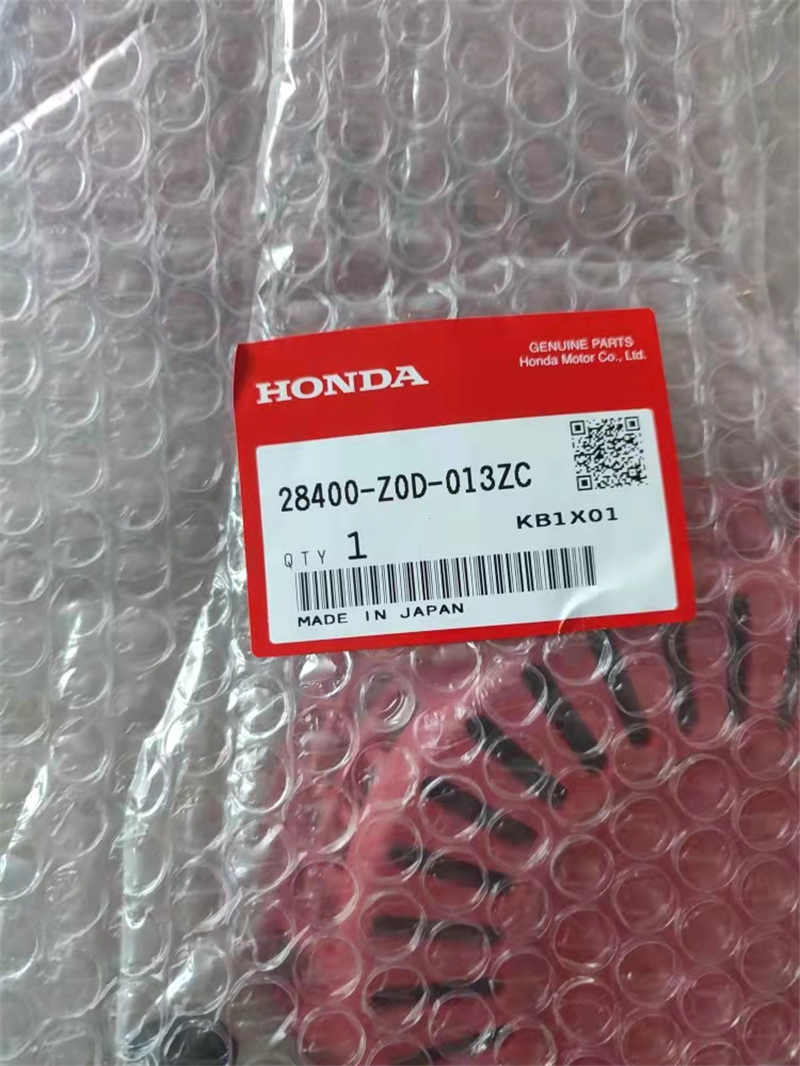 GENUINE PARTS
Honda Motor Co., Ltd.
HONDA
28400-Z0D-013ZC
KB1X01
QTY 1
MADE IN JAPAN